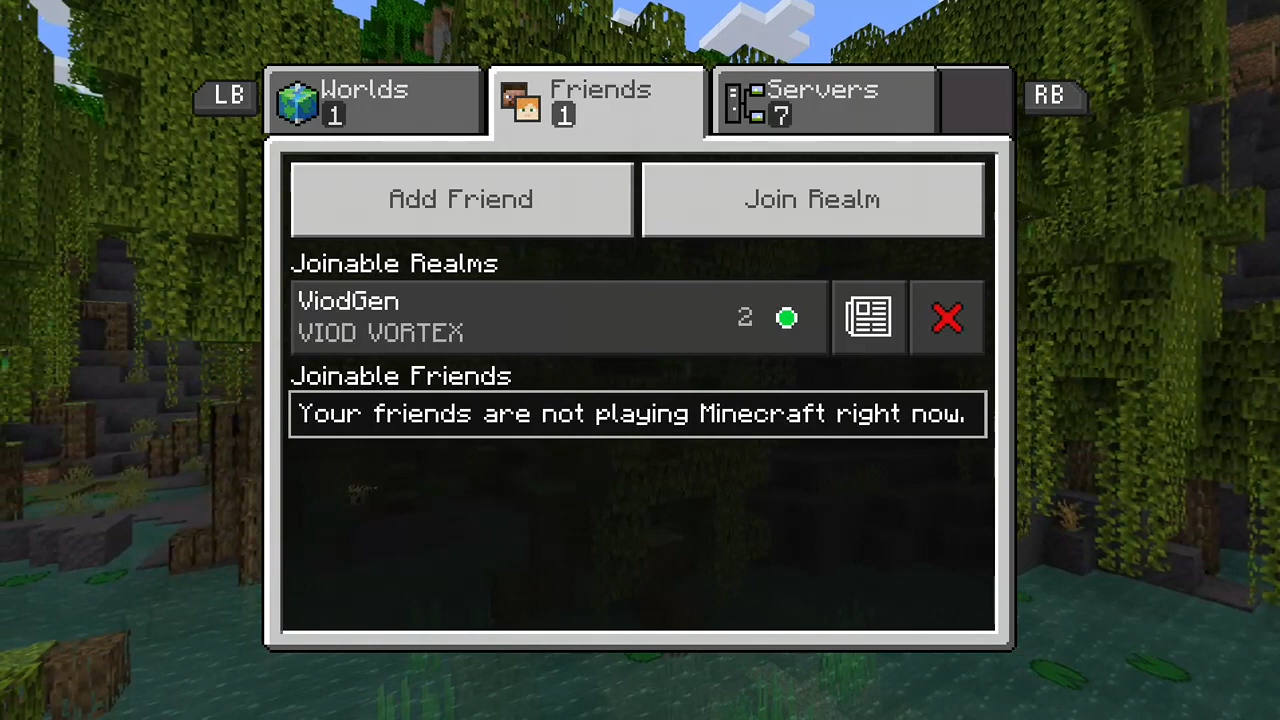 LB
Worlds
1
Friends
1
Servers
7
RB
Add Friend
Join Realm
Joinable Realms
ViodGen
VIOD VORTEX
2
Joinable Friends
Your friends are not playing Minecraft right now.